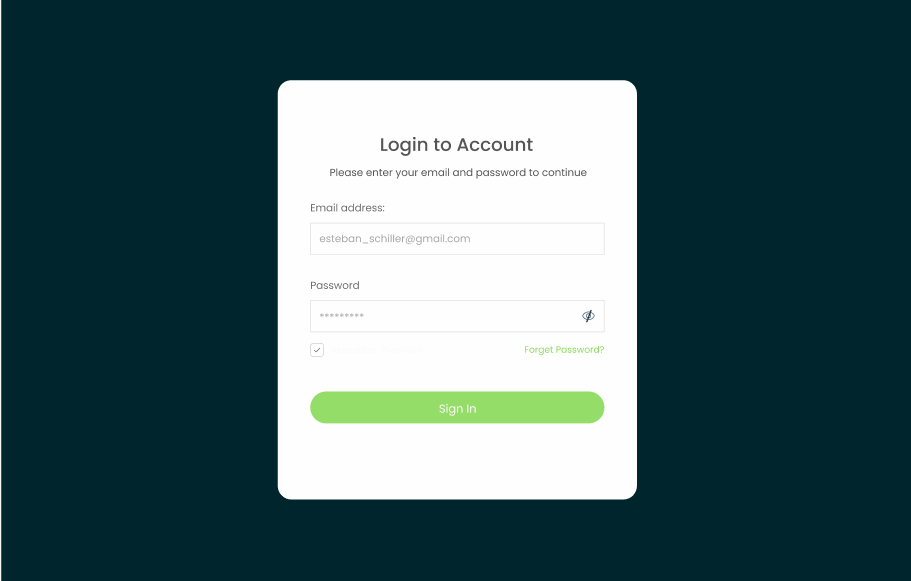 Login to Account
Please enter your email and password to continue
Email address:
esteban_schiller@gmail.com
Password
•••••••••
Forget Password?
Sign In